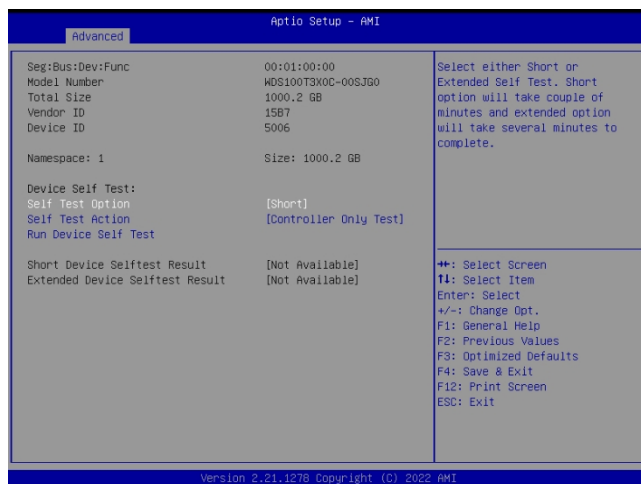 Aptio Setup – AMI
Advanced
Seg:Bus:Dev:Func 00:01:00:00
Model Number WDS100T3X0C-00SJG0
Total Size 1000.2 GB
Vendor ID 15B7
Device ID 5006
Namespace: 1 Size: 1000.2 GB
Device Self Test:
Self Test Option [Short]
Self Test Action [Controller Only Test]
Run Device Self Test
Short Device Selftest Result [Not Available]
Extended Device Selftest Result [Not Available]
Select either Short or
Extended Self Test. Short
option will take couple of
minutes and extended option
will take several minutes to
complete.
→←: Select Screen
↑↓: Select Item
Enter: Select
+/-: Change Opt.
F1: General Help
F2: Previous Values
F3: Optimized Defaults
F4: Save & Exit
F12: Print Screen
ESC: Exit
Version 2.21.1278 Copyright (C) 2022 AMI